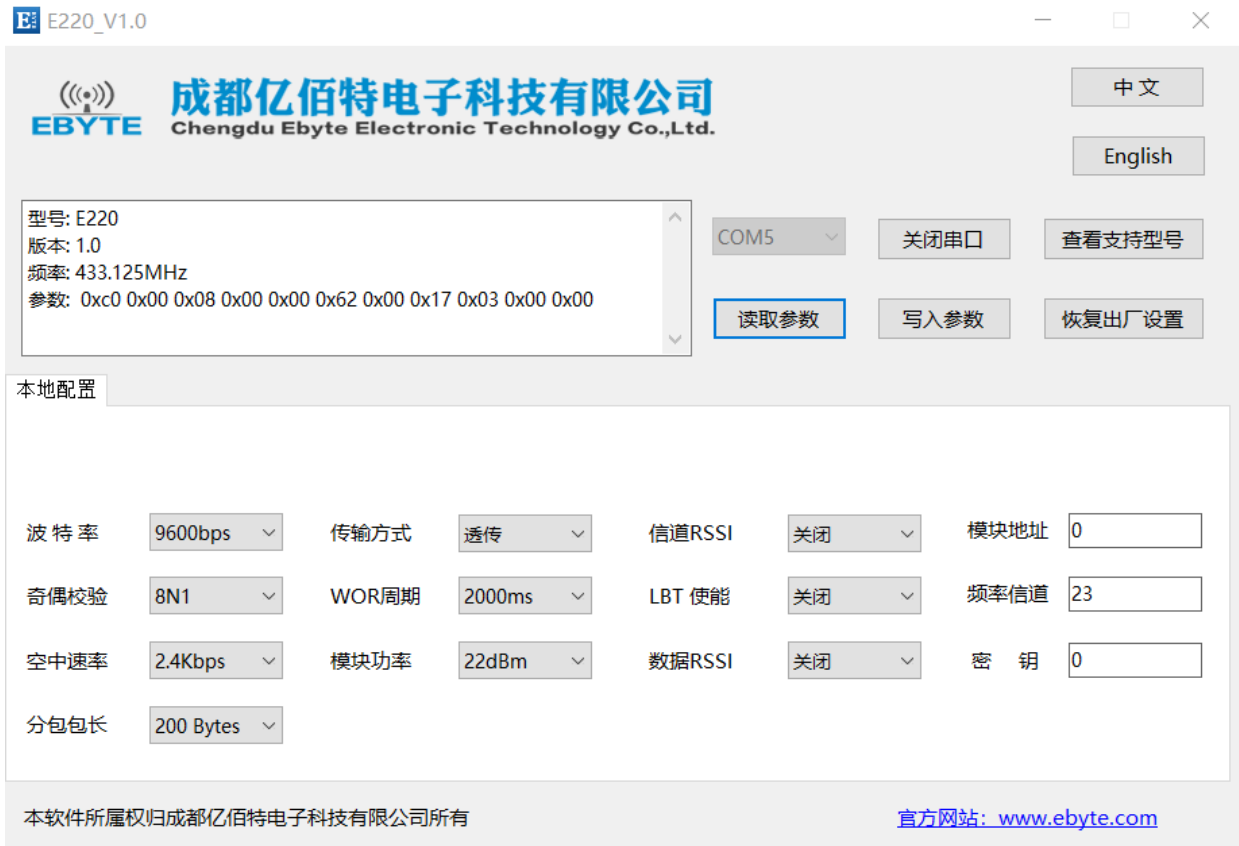 E220_V1.0
EBYTE
成都亿佰特电子科技有限公司
Chengdu Ebyte Electronic Technology Co.,Ltd.
中文
English
型号: E220
版本: 1.0
频率: 433.125MHz
参数: 0xc0 0x00 0x08 0x00 0x00 0x62 0x00 0x17 0x03 0x00 0x00
COM5 关闭串口 查看支持型号
读取参数 写入参数 恢复出厂设置
本地配置
波特率 9600bps 传输方式 透传 信道RSSI 关闭 模块地址 0
奇偶校验 8N1 WOR周期 2000ms LBT 使能 关闭 频率信道 23
空中速率 2.4Kbps 模块功率 22dBm 数据RSSI 关闭 密 钥 0
分包包长 200 Bytes
本软件所属权归成都亿佰特电子科技有限公司所有 官方网站：www.ebyte.com